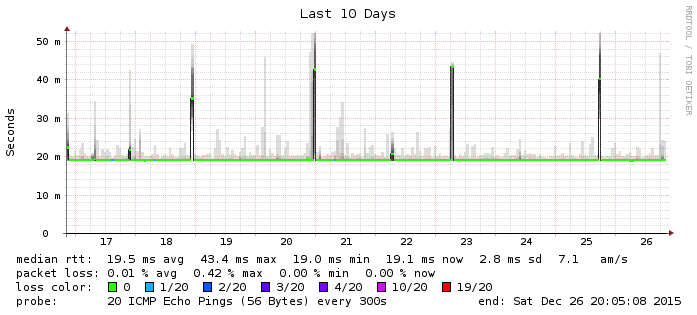 Last 10 Days
RRDTOOL / TOBI OETIKER
Seconds
50 m
40 m
30 m
20 m
10 m
0
17 18 19 20 21 22 23 24 25 26
median rtt: 19.5 ms avg 43.4 ms max 19.0 ms min 19.1 ms now 2.8 ms sd 7.1 am/s
packet loss: 0.01 % avg 0.42 % max 0.00 % min 0.00 % now
loss color: 0 1/20 2/20 3/20 4/20 10/20 19/20
probe: 20 ICMP Echo Pings (56 Bytes) every 300s end: Sat Dec 26 20:05:08 2015